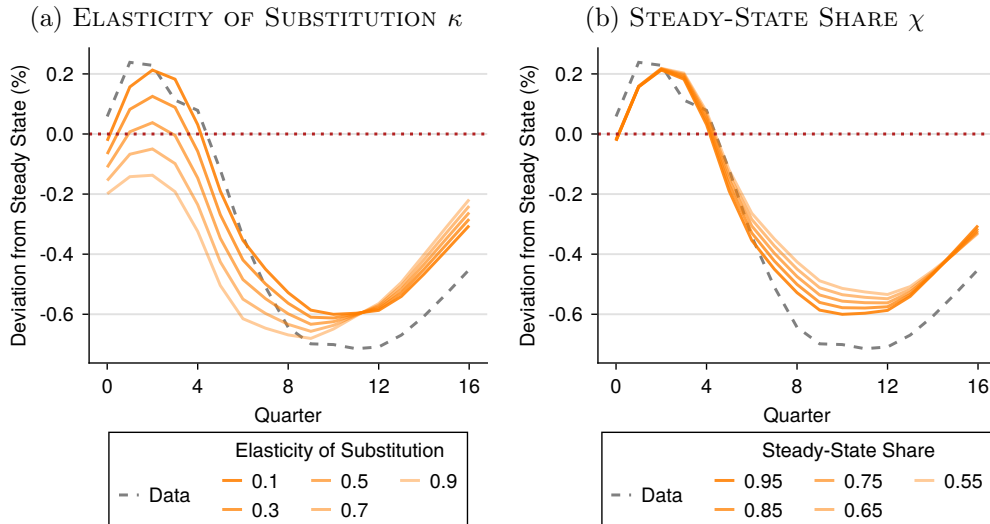 (a) ELASTICITY OF SUBSTITUTION κ
Deviation from Steady State (%)
0.2
0.0
-0.2
-0.4
-0.6
0 4 8 12 16
Quarter
Elasticity of Substitution
Data
0.1 0.5 0.9
0.3 0.7
(b) STEADY-STATE SHARE χ
Deviation from Steady State (%)
0.2
0.0
-0.2
-0.4
-0.6
0 4 8 12 16
Quarter
Steady-State Share
Data
0.95 0.75 0.55
0.85 0.65